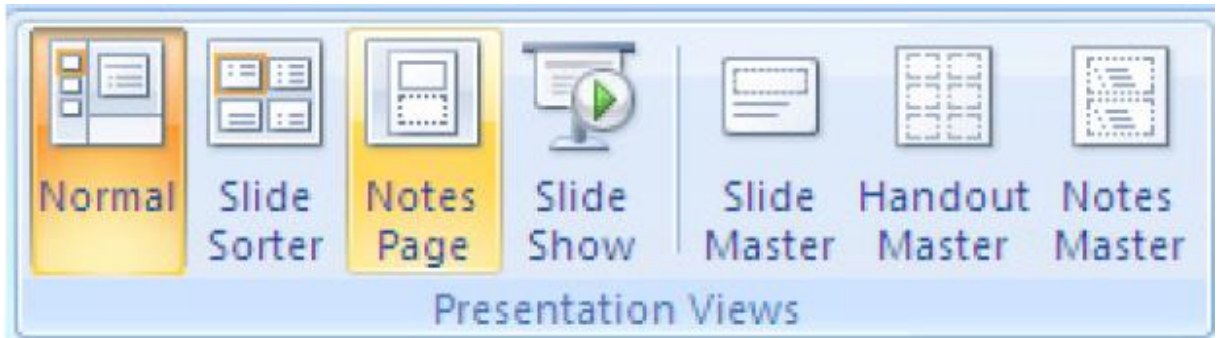 Normal
Slide
Sorter
Notes
Page
Slide
Show
Slide
Master
Handout
Master
Notes
Master
Presentation Views